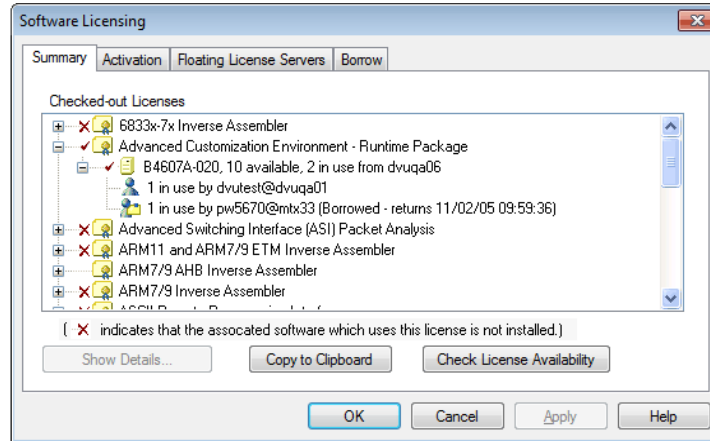 Software Licensing
Summary Activation Floating License Servers Borrow
Checked-out Licenses
6833x-7x Inverse Assembler
Advanced Customization Environment - Runtime Package
B4607A-020, 10 available, 2 in use from dvuqa06
1 in use by dvutest@dvuqa01
1 in use by pw5670@mtx33 (Borrowed - returns 11/02/05 09:59:36)
Advanced Switching Interface (ASI) Packet Analysis
ARM11 and ARM7/9 ETM Inverse Assembler
ARM7/9 AHB Inverse Assembler
ARM7/9 Inverse Assembler
( X indicates that the assocated software which uses this license is not installed.)
Show Details... Copy to Clipboard Check License Availability
OK Cancel Apply Help